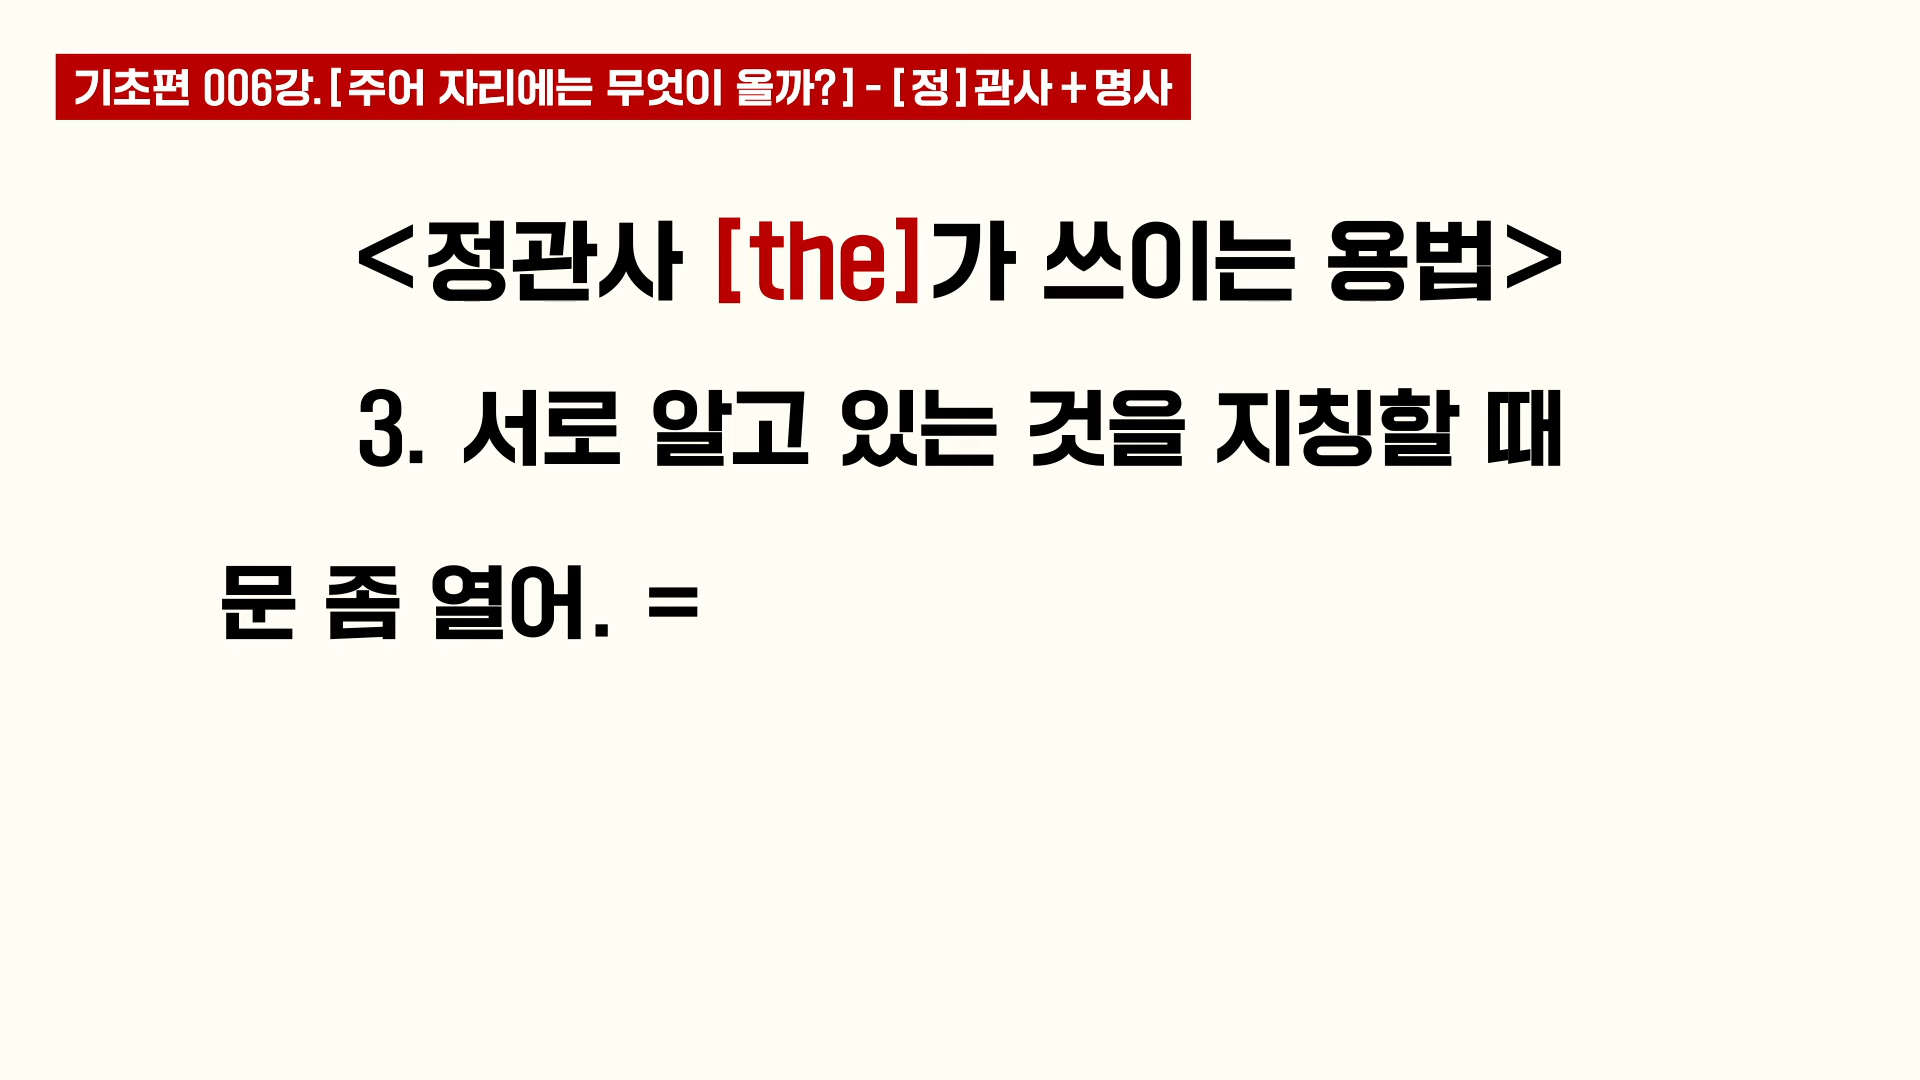 기초편 006강.[주어 자리에는 무엇이 올까?] - [정]관사 + 명사
<정관사 [the]가 쓰이는 용법>
3. 서로 알고 있는 것을 지칭할 때
문 좀 열어. =